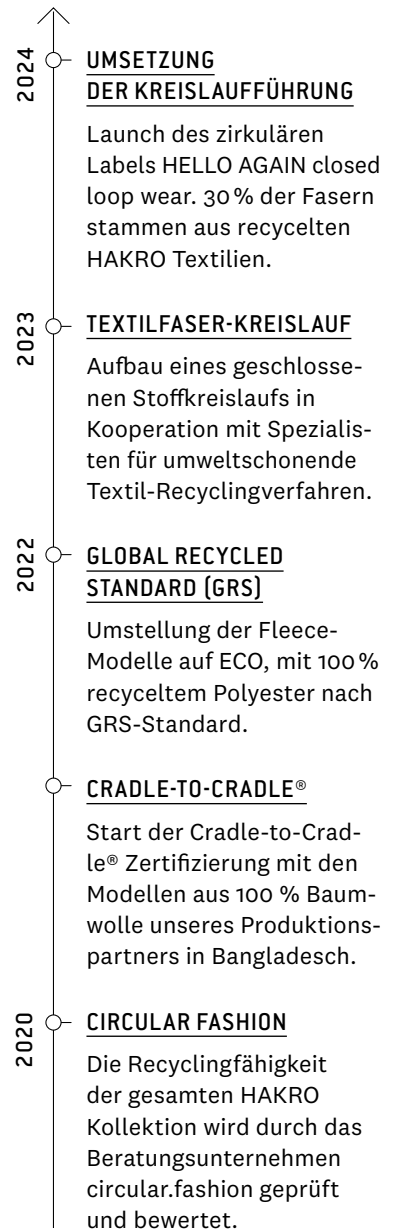 2024
UMSETZUNG
DER KREISLAUFFÜHRUNG
Launch des zirkulären
Labels HELLO AGAIN closed
loop wear. 30 % der Fasern
stammen aus recycelten
HAKRO Textilien.
2023
TEXTILFASER-KREISLAUF
Aufbau eines geschlosse-
nen Stoffkreislaufs in
Kooperation mit Spezialis-
ten für umweltschonende
Textil-Recyclingverfahren.
2022
GLOBAL RECYCLED
STANDARD (GRS)
Umstellung der Fleece-
Modelle auf ECO, mit 100 %
recyceltem Polyester nach
GRS-Standard.
CRADLE-TO-CRADLE®
Start der Cradle-to-Crad-
le® Zertifizierung mit den
Modellen aus 100 % Baum-
wolle unseres Produktions-
partners in Bangladesch.
2020
CIRCULAR FASHION
Die Recyclingfähigkeit
der gesamten HAKRO
Kollektion wird durch das
Beratungsunternehmen
circular.fashion geprüft
und bewertet.